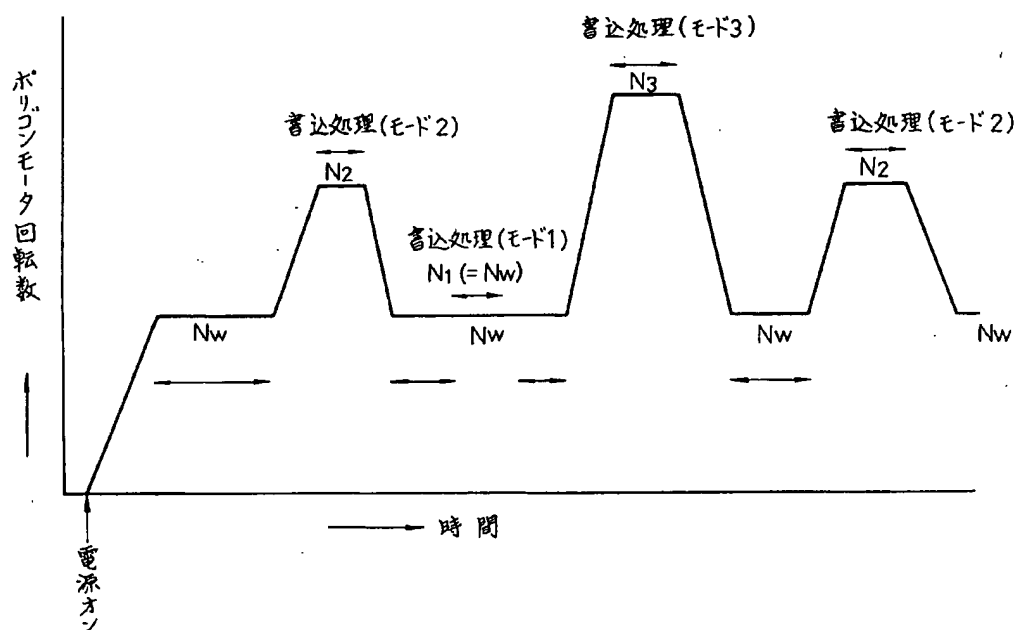 書込処理(モード3)
N3
書込処理(モード2)
N2
書込処理(モード2)
N2
書込処理(モード1)
N1(=Nw)
Nw
Nw
Nw
Nw
ポリゴンモータ回転数
時間
電源オン